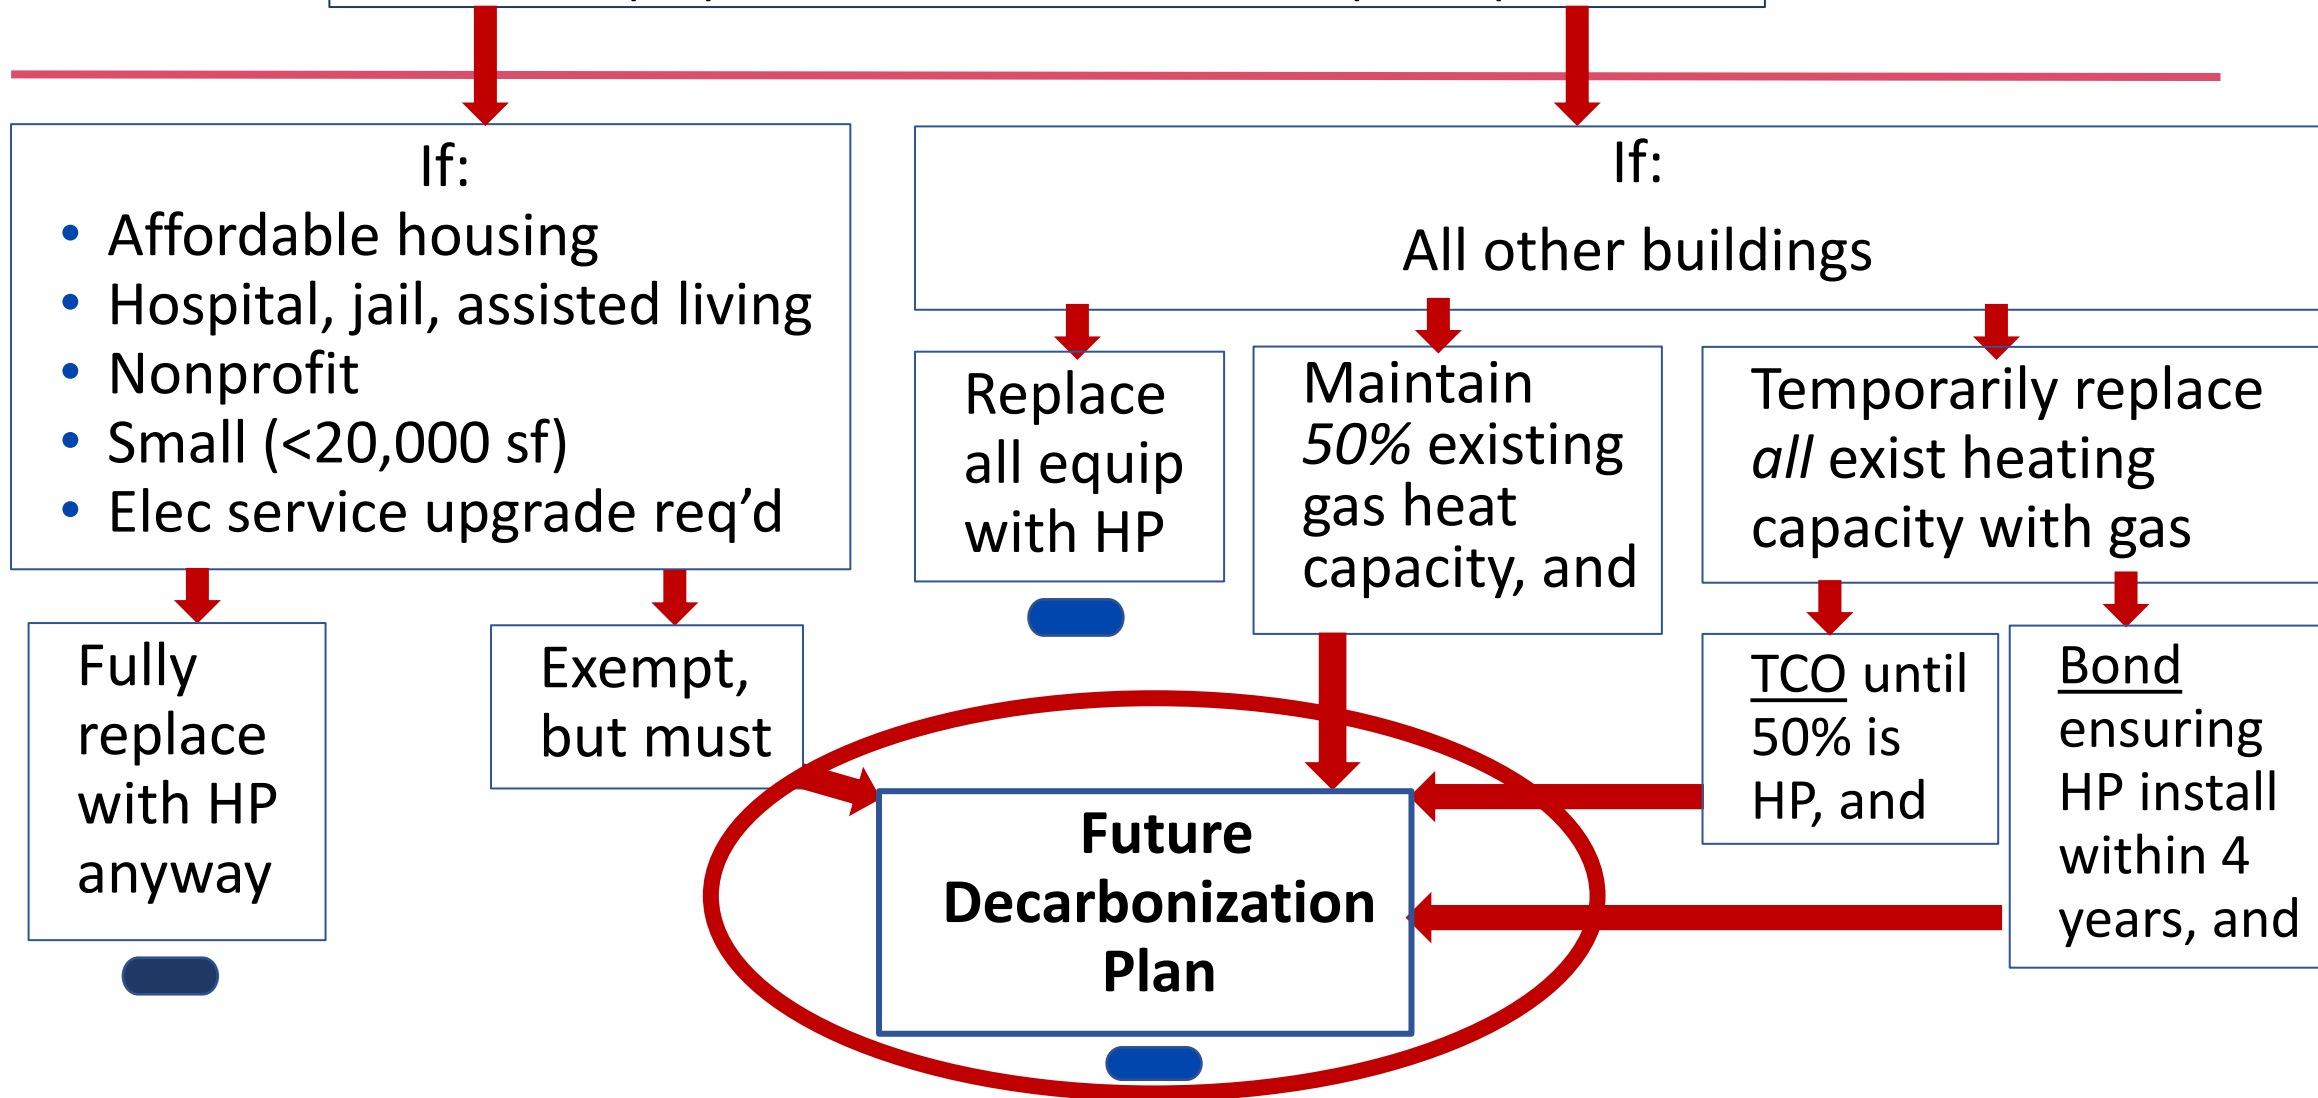 If:
• Affordable housing
• Hospital, jail, assisted living
• Nonprofit
• Small (<20,000 sf)
• Elec service upgrade req’d
If:
All other buildings
Fully
replace
with HP
anyway
Exempt,
but must
Replace
all equip
with HP
Maintain
50% existing
gas heat
capacity, and
Temporarily replace
all exist heating
capacity with gas
TCO until
50% is
HP, and
Bond
ensuring
HP install
within 4
years, and
Future
Decarbonization
Plan